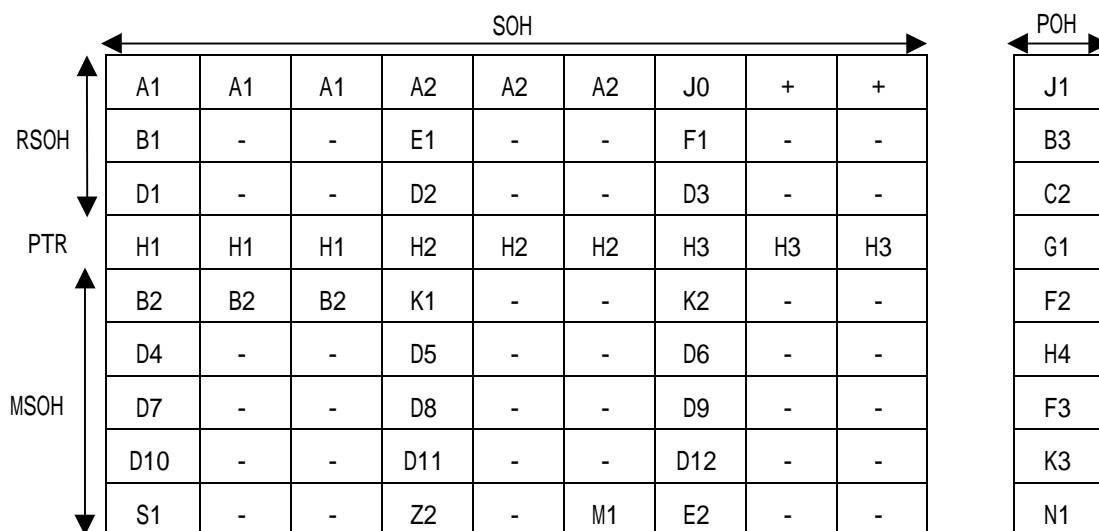 SOH POH
A1 A1 A1 A2 A2 A2 J0 + + J1
RSOH B1 - - E1 - - F1 - - B3
D1 - - D2 - - D3 - - C2
PTR H1 H1 H1 H2 H2 H2 H3 H3 H3 G1
B2 B2 B2 K1 - - K2 - - F2
D4 - - D5 - - D6 - - H4
MSOH D7 - - D8 - - D9 - - F3
D10 - - D11 - - D12 - - K3
S1 - - Z2 - M1 E2 - - N1